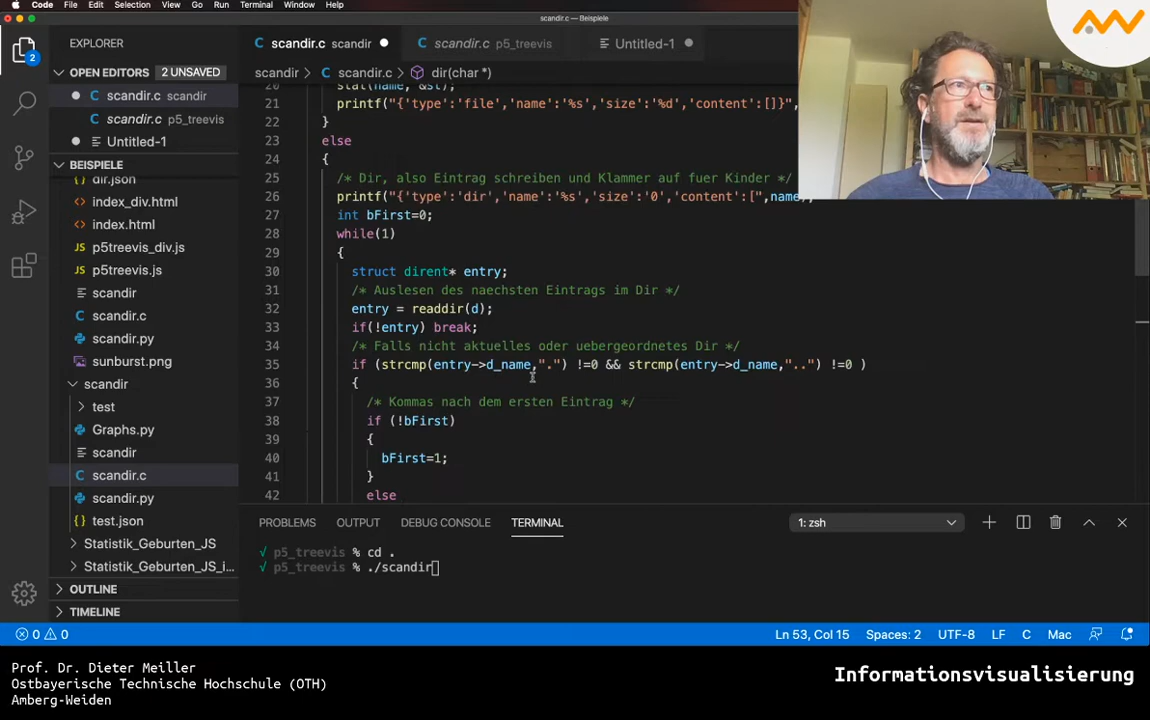 Code File Edit Selection View Go Run Terminal Window Help
scandir.c — Beispiele
EXPLORER
scandir.c scandir
scandir.c p5_treevis
Untitled-1
OPEN EDITORS 2 UNSAVED
scandir > C scandir.c > dir(char *)
C scandir.c scandir
C scandir.c p5_treevis
Untitled-1
BEISPIELE
dir.json
index_div.html
index.html
JS p5treevis_div.js
JS p5treevis.js
scandir
C scandir.c
scandir.py
sunburst.png
scandir
test
Graphs.py
scandir
C scandir.c
scandir.py
{} test.json
Statistik_Geburten_JS
Statistik_Geburten_JS_i...
OUTLINE
TIMELINE
2
20 stat(name, &st);
21 printf("{'type':'file','name':'%s','size':'%d','content':[]}",
22 }
23 else
24 {
25 /* Dir, also Eintrag schreiben und Klammer auf fuer Kinder */
26 printf("{'type':'dir','name':'%s','size':'0','content':[",name);
27 int bFirst=0;
28 while(1)
29 {
30 struct dirent* entry;
31 /* Auslesen des naechsten Eintrags im Dir */
32 entry = readdir(d);
33 if(!entry) break;
34 /* Falls nicht aktuelles oder uebergeordnetes Dir */
35 if (strcmp(entry->d_name,".") !=0 && strcmp(entry->d_name,"..") !=0 )
36 {
37 /* Kommas nach dem ersten Eintrag */
38 if (!bFirst)
39 {
40 bFirst=1;
41 }
42 else
PROBLEMS OUTPUT DEBUG CONSOLE TERMINAL
1: zsh
√ p5_treevis % cd .
√ p5_treevis % ./scandir
0 0
Ln 53, Col 15 Spaces: 2 UTF-8 LF C Mac
Prof. Dr. Dieter Meiller
Ostbayerische Technische Hochschule (OTH)
Amberg-Weiden
Informationsvisualisierung